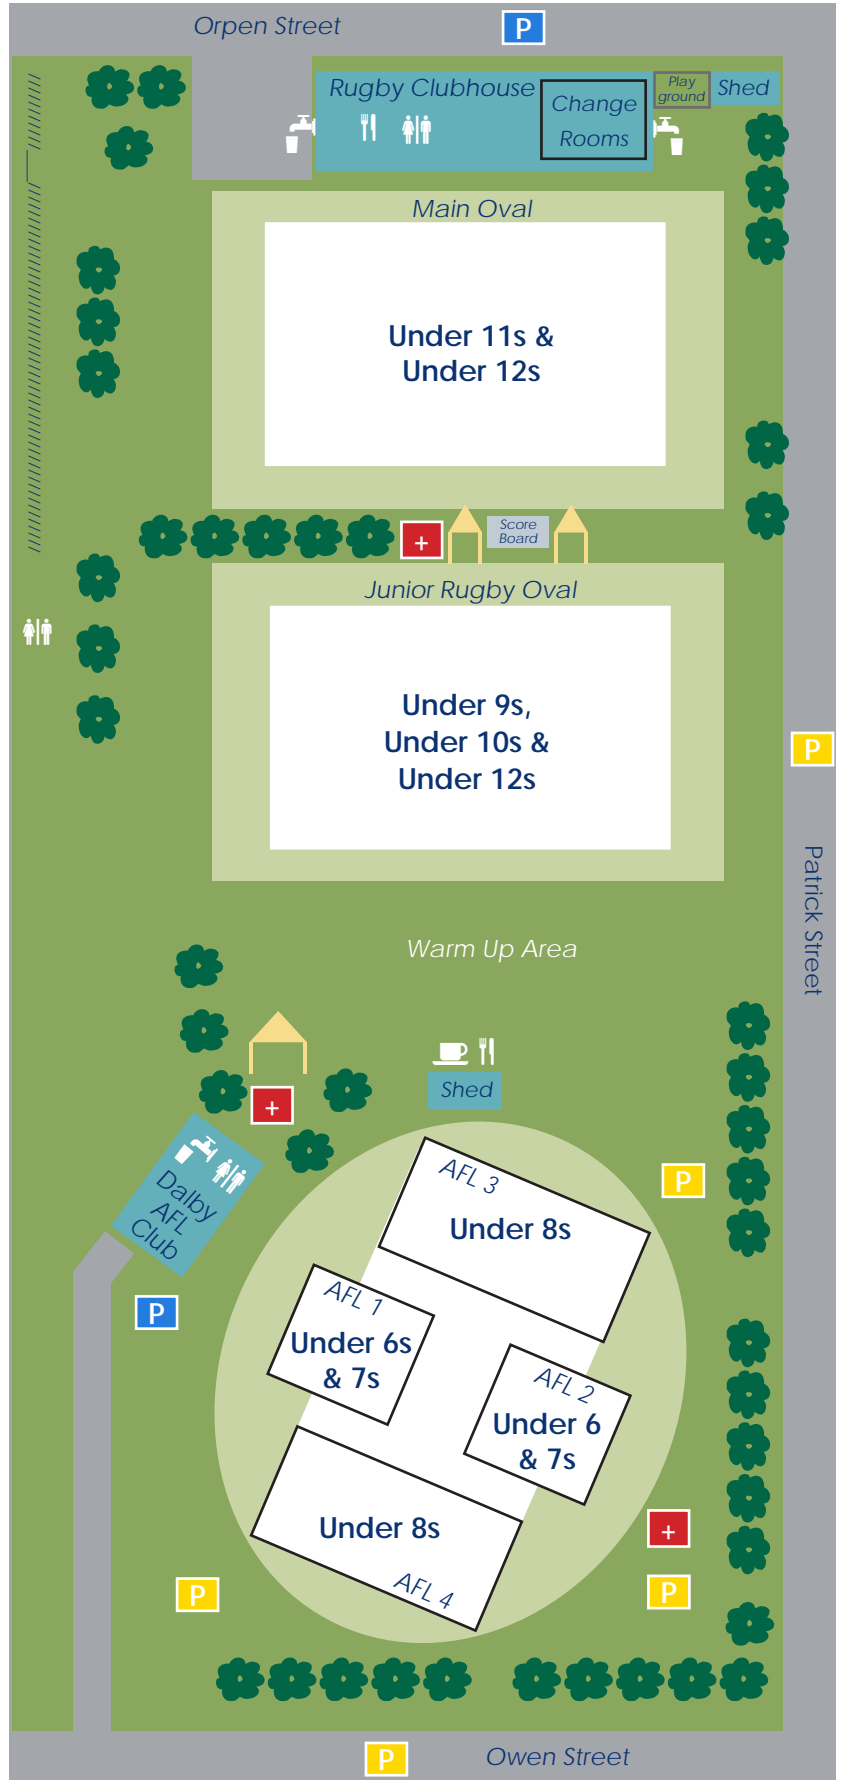 Orpen Street
P
Rugby Clubhouse
Change
Rooms
Play
ground
Shed
Main Oval
Under 11s &
Under 12s
+
Score
Board
Junior Rugby Oval
Under 9s,
Under 10s &
Under 12s
P
Patrick Street
Warm Up Area
Shed
+
Dalby
AFL
Club
P
AFL 3
Under 8s
P
AFL 1
Under 6s
& 7s
AFL 2
Under 6
& 7s
Under 8s
AFL 4
+
P
P
P
Owen Street